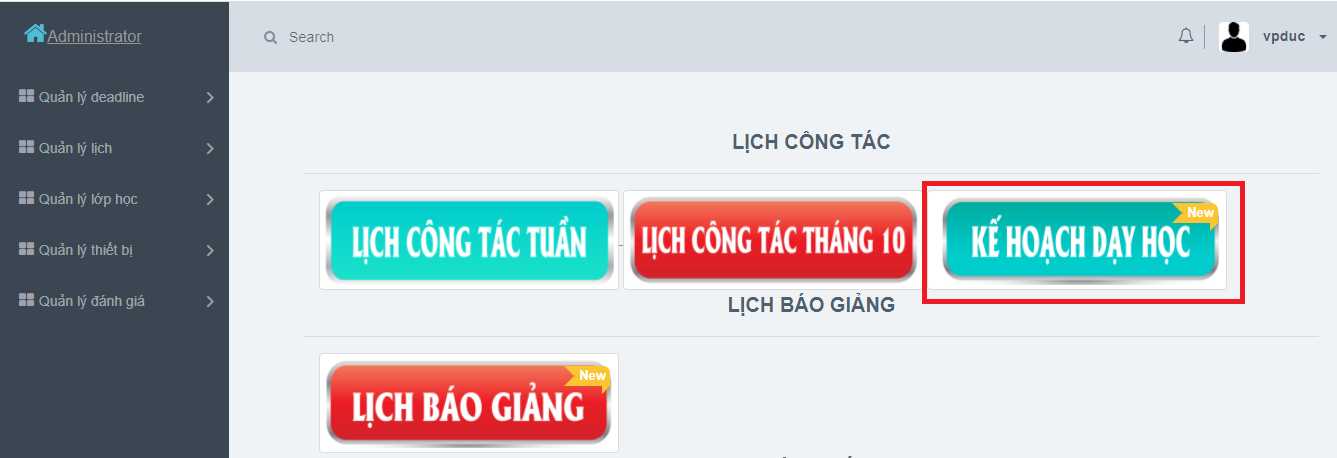 Administrator
Search
vpduc
Quản lý deadline
Quản lý lịch
Quản lý lớp học
Quản lý thiết bị
Quản lý đánh giá
LỊCH CÔNG TÁC
LỊCH CÔNG TÁC TUẦN
LỊCH CÔNG TÁC THÁNG 10
New
KẾ HOẠCH DẠY HỌC
LỊCH BÁO GIẢNG
New
LỊCH BÁO GIẢNG